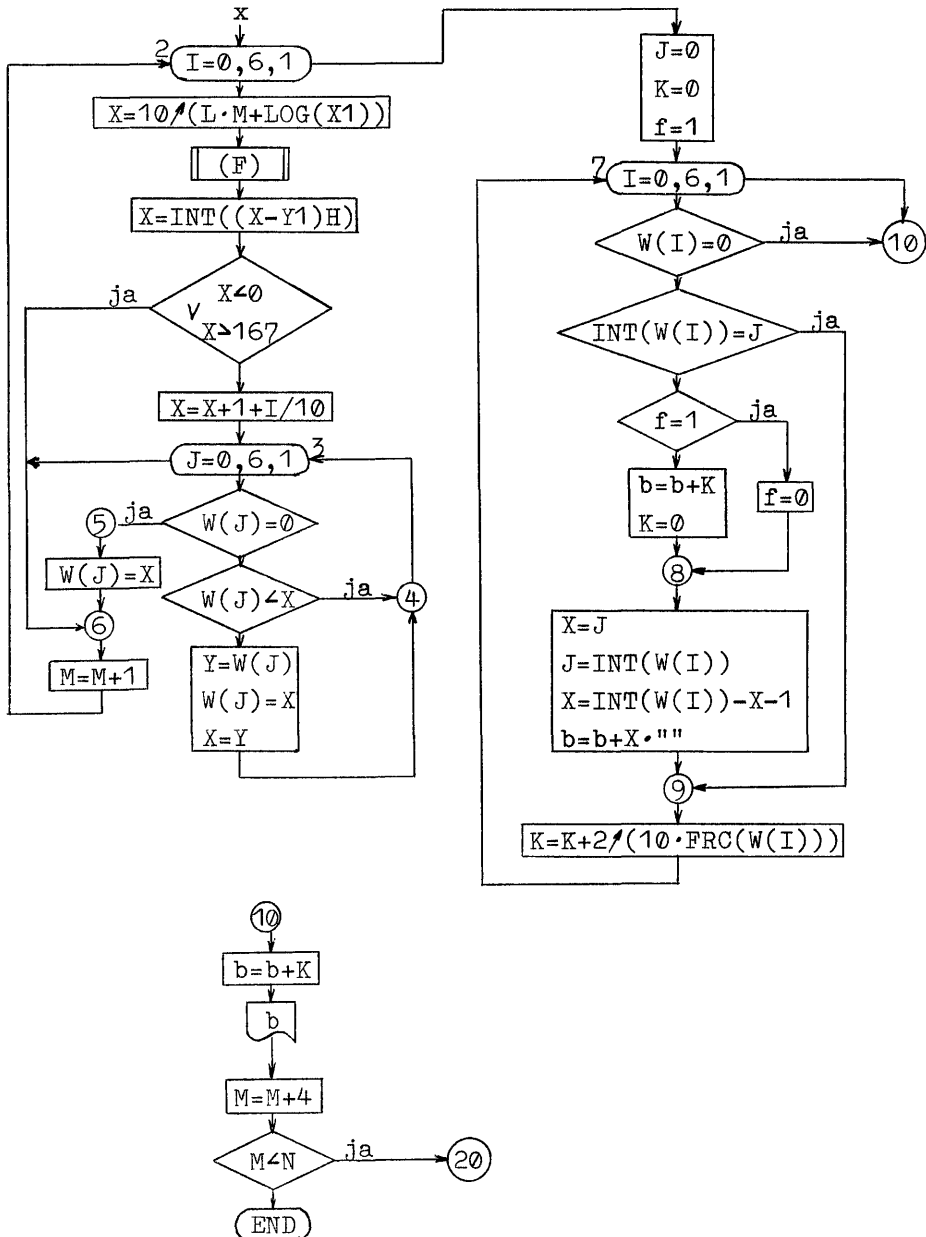 x
2
I=0,6,1
X=10↗(L·M+LOG(X1))
(F)
X=INT((X-Y1)H)
ja
X<0
V
X>167
X=X+1+I/10
J=0,6,1
3
W(J)=0
ja
5
W(J)=X
W(J)<X
ja
4
6
M=M+1
Y=W(J)
W(J)=X
X=Y
J=0
K=0
f=1
7
I=0,6,1
W(I)=0
ja
10
INT(W(I))=J
ja
f=1
ja
b=b+K
K=0
f=0
8
X=J
J=INT(W(I))
X=INT(W(I))-X-1
b=b+X·""
9
K=K+2↗(10·FRC(W(I)))
10
b=b+K
b
M=M+4
M<N
ja
20
END